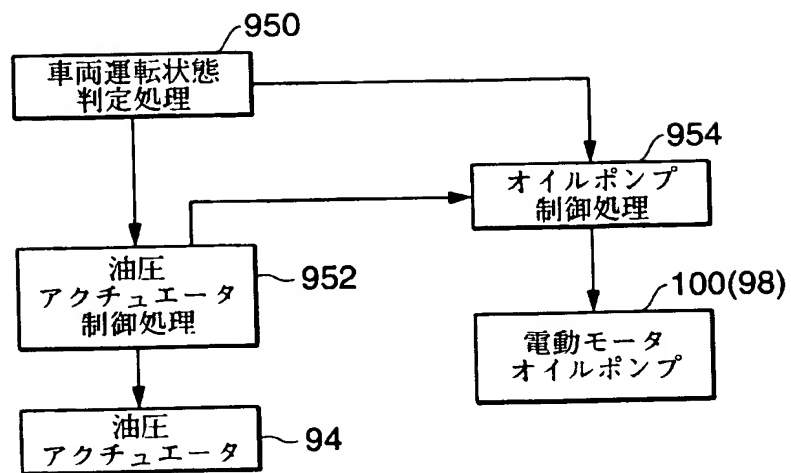 950
車両運転状態
判定処理
954
オイルポンプ
制御処理
油圧
アクチュエータ
制御処理
952
100(98)
電動モータ
オイルポンプ
油圧
アクチュエータ
94